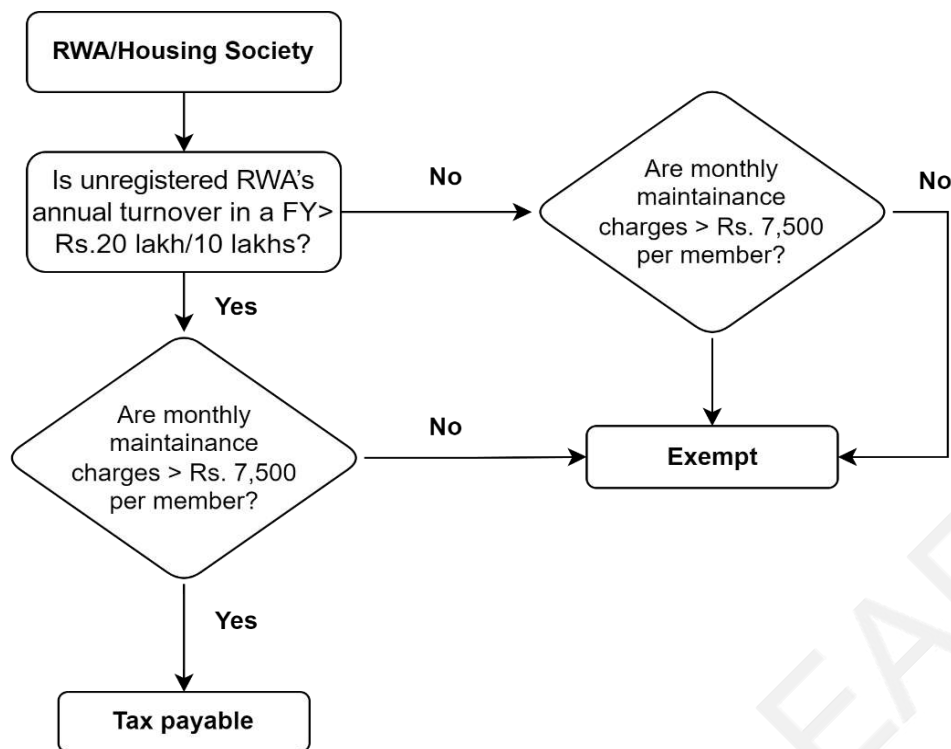 RWA/Housing Society
Is unregistered RWA's
annual turnover in a FY>
Rs.20 lakh/10 lakhs?
No
Are monthly
maintainance
charges > Rs. 7,500
per member?
No
Yes
Are monthly
maintainance
charges > Rs. 7,500
per member?
No
Exempt
Yes
Tax payable